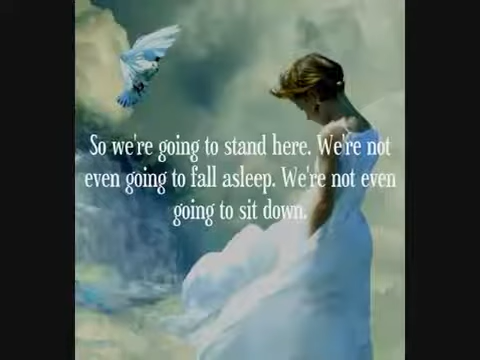 So we're going to stand here. We're not
even going to fall asleep. We're not even
going to sit down.